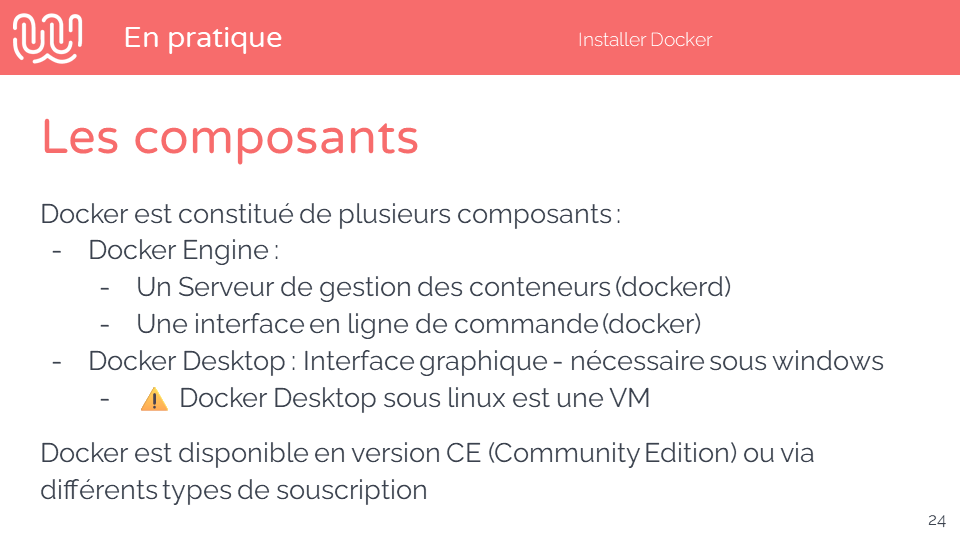 En pratique
Installer Docker
Les composants
Docker est constitué de plusieurs composants :
- Docker Engine :
- Un Serveur de gestion des conteneurs (dockerd)
- Une interface en ligne de commande (docker)
- Docker Desktop : Interface graphique - nécessaire sous windows
- ⚠️ Docker Desktop sous linux est une VM
Docker est disponible en version CE (Community Edition) ou via
différents types de souscription
24